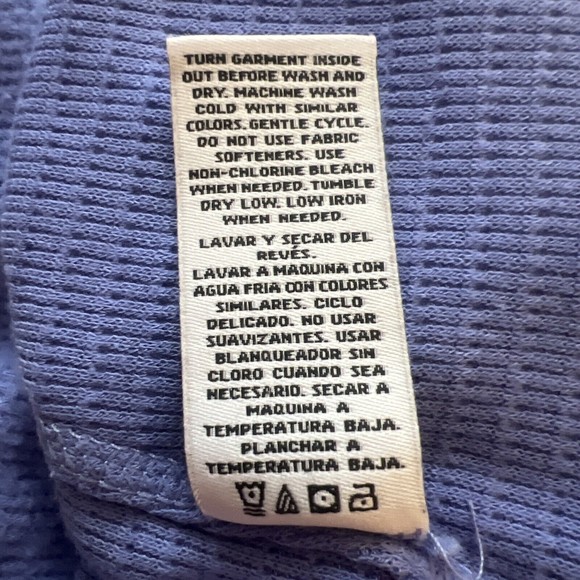 TURN GARMENT INSIDE
OUT BEFORE WASH AND
DRY. MACHINE WASH
COLD WITH SIMILAR
COLORS. GENTLE CYCLE.
DO NOT USE FABRIC
SOFTENERS. USE
NON-CHLORINE BLEACH
WHEN NEEDED. TUMBLE
DRY LOW. LOW IRON
WHEN NEEDED.
LAVAR Y SECAR DEL
REVÉS.
LAVAR A MAQUINA CON
AGUA FRIA CON COLORES
SIMILARES. CICLO
DELICADO. NO USAR
SUAVIZANTES. USAR
BLANQUEADOR SIN
CLORO CUANDO SEA
NECESARIO. SECAR A
MAQUINA A
TEMPERATURA BAJA.
PLANCHAR A
TEMPERATURA BAJA.